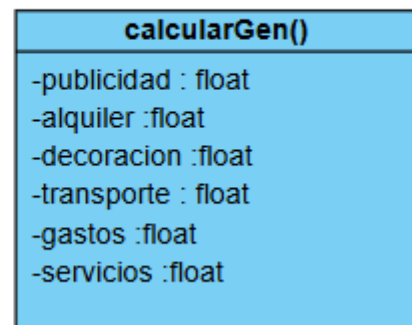 calcularGen()
-publicidad : float
-alquiler :float
-decoracion :float
-transporte : float
-gastos :float
-servicios :float